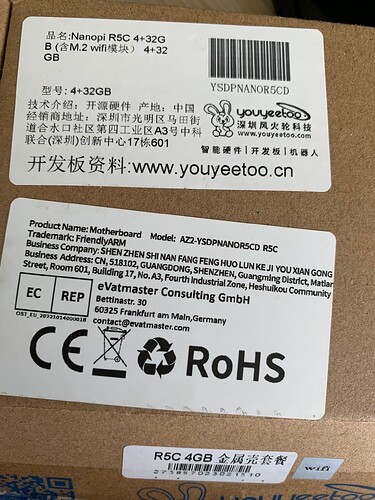 品名:Nanopi R5C 4+32G
B (含M.2 wifi模块） 4+32
GB
YSDPNANOR5CD
型号: 4+32GB
技术介绍： 开源硬件 产地： 中国
经销商地址： 深圳市光明区马田街
道合水口社区第四工业区A3号中科
联合(深圳)创新中心17栋601
youyeetoo
深圳风火轮科技
www.youyeetoo.com
智能硬件 | 开发板 | 机器人
开发板资料:www.youyeetoo.cn
Product Name: Motherboard Model: AZ2-YSDPNANOR5CD R5C
Trademark: FriendlyARM
Business Company: SHEN ZHEN SHI NAN FANG FENG HUO LUN KE JI YOU XIAN GONG
Business Address: CN, 518102, GUANGDONG, SHENZHEN, Guangming District, Matian
Street, Room 601, Building 17, No. A3, Fourth Industrial Zone, Heshuikou Community
EC REP
OST_EU_20221014000018
eVatmaster Consulting GmbH
Bettinastr. 30
60325 Frankfurt am Main,Germany
contact@evatmaster.com
CE RoHS
R5C 4GB 金属壳套餐
273857023021510
wifi